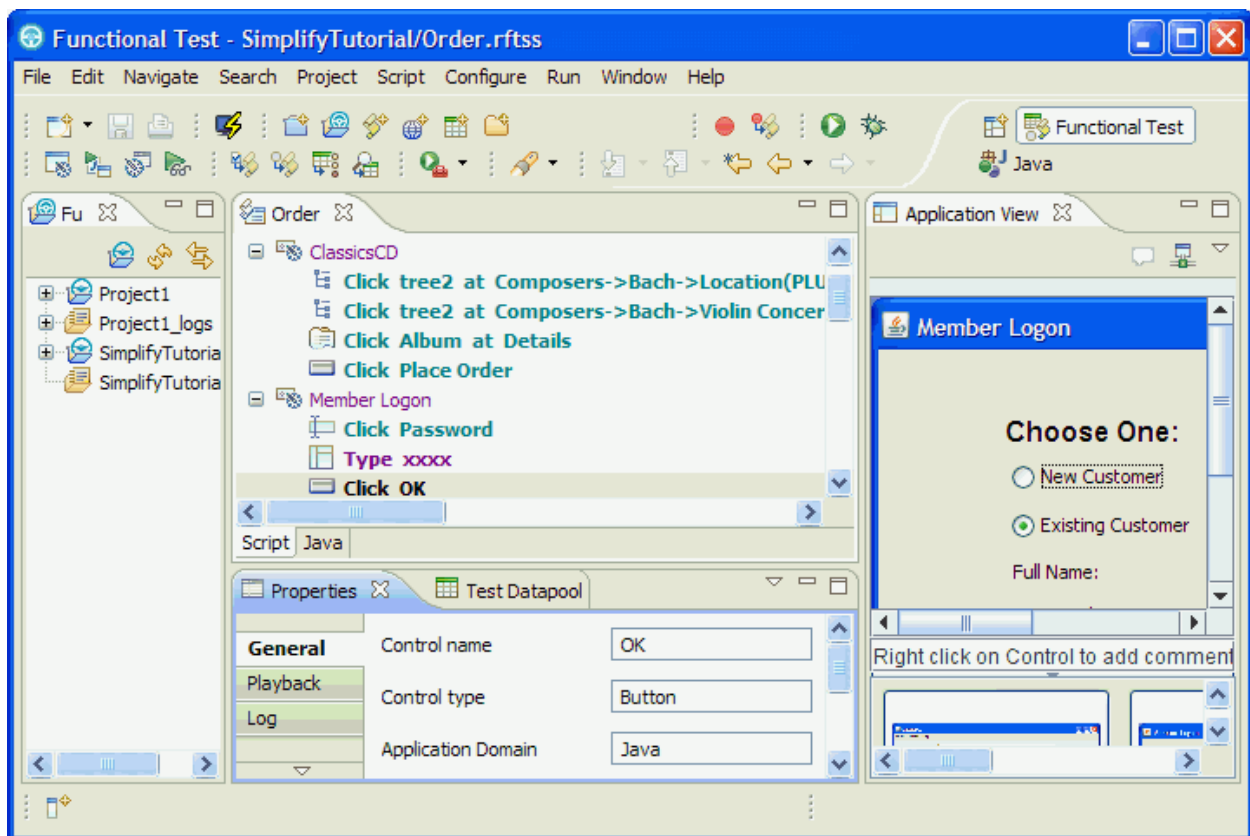 Functional Test - SimplifyTutorial/Order.rftss
File Edit Navigate Search Project Script Configure Run Window Help
Functional Test
Java
Fu
Project1
Project1_logs
SimplifyTutoria
SimplifyTutoria
Order
ClassicsCD
Click tree2 at Composers->Bach->Location(PLU
Click tree2 at Composers->Bach->Violin Concer
Click Album at Details
Click Place Order
Member Logon
Click Password
Type xxxx
Click OK
Script Java
Properties Test Datapool
General
Playback
Log
Control name OK
Control type Button
Application Domain Java
Application View
Member Logon
Choose One:
New Customer
Existing Customer
Full Name:
Right click on Control to add comment